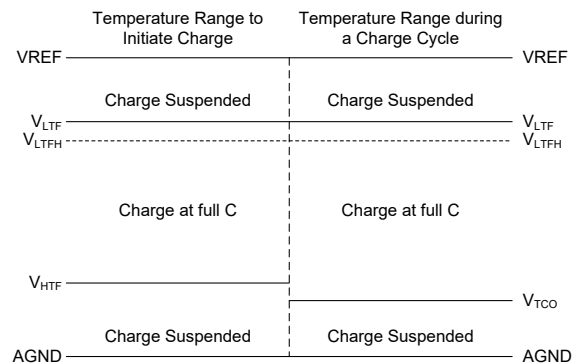 Temperature Range to
Initiate Charge
Temperature Range during
a Charge Cycle
VREF
VREF
Charge Suspended
Charge Suspended
VLTF
VLTF
VLTFH
VLTFH
Charge at full C
Charge at full C
VHTF
VTCO
Charge Suspended
Charge Suspended
AGND
AGND